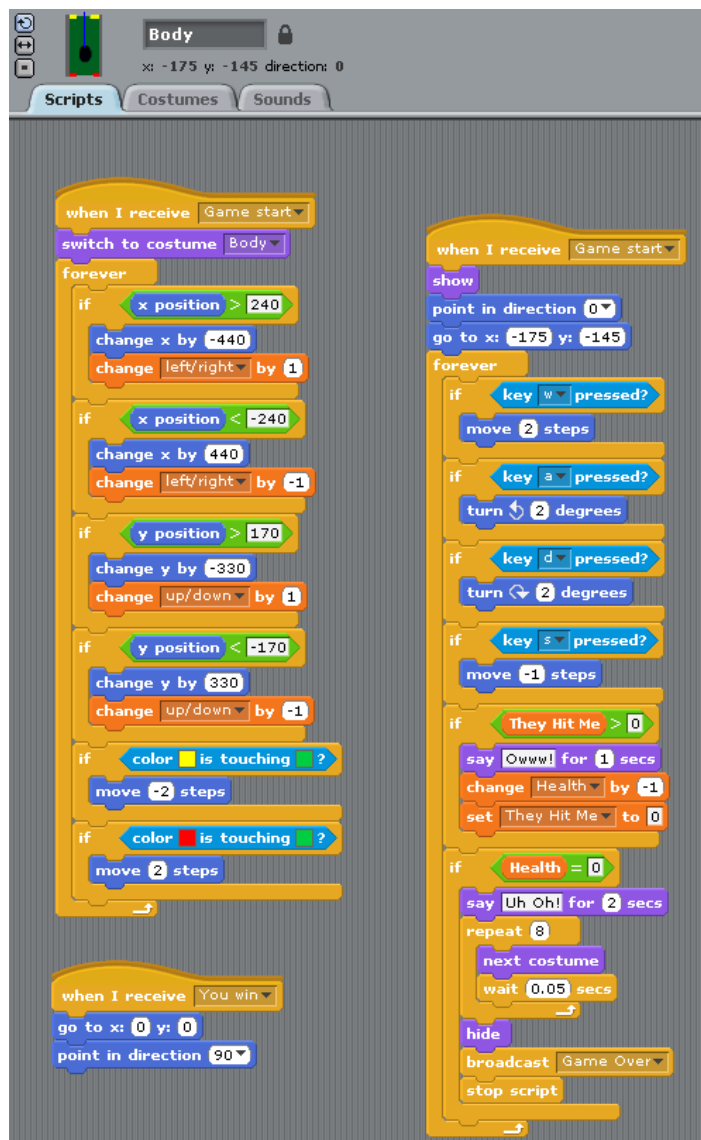 Body
x: -175 y: -145 direction: 0
Scripts Costumes Sounds
when I receive Game start
switch to costume Body
forever
if x position > 240
change x by -440
change left/right by 1
if x position < -240
change x by 440
change left/right by -1
if y position > 170
change y by -330
change up/down by 1
if y position < -170
change y by 330
change up/down by -1
if color is touching ?
move -2 steps
if color is touching ?
move 2 steps
when I receive You win
go to x: 0 y: 0
point in direction 90
when I receive Game start
show
point in direction 0
go to x: -175 y: -145
forever
if key w pressed?
move 2 steps
if key a pressed?
turn 2 degrees
if key d pressed?
turn 2 degrees
if key s pressed?
move -1 steps
if They Hit Me > 0
say Owww! for 1 secs
change Health by -1
set They Hit Me to 0
if Health = 0
say Uh Oh! for 2 secs
repeat 8
next costume
wait 0.05 secs
hide
broadcast Game Over
stop script